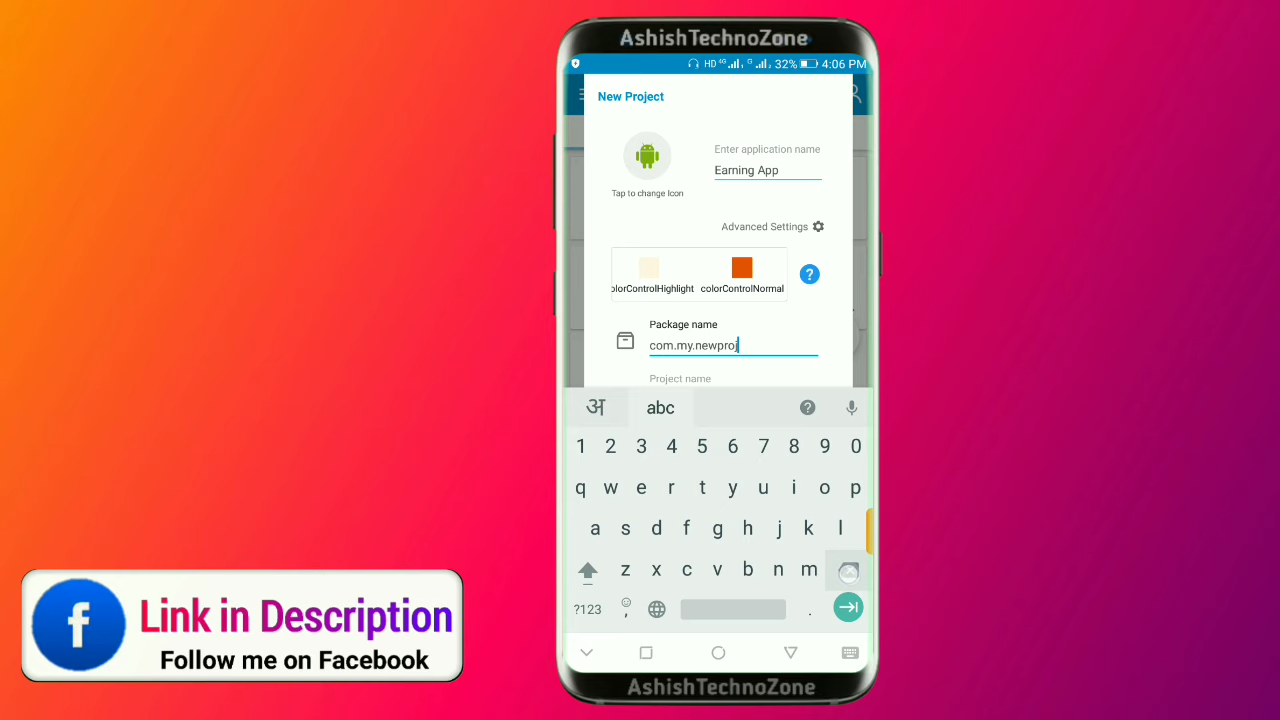 AshishTechnoZone
HD 4G G 32% 4:06 PM
New Project
Enter application name
Earning App
Tap to change Icon
Advanced Settings
?
olorControlHighlight colorControlNormal
Package name
com.my.newproj
Project name
अ abc ?
1 2 3 4 5 6 7 8 9 0
q w e r t y u i o p
a s d f g h j k l
z x c v b n m
?123 , .
AshishTechnoZone
f Link in Description
Follow me on Facebook